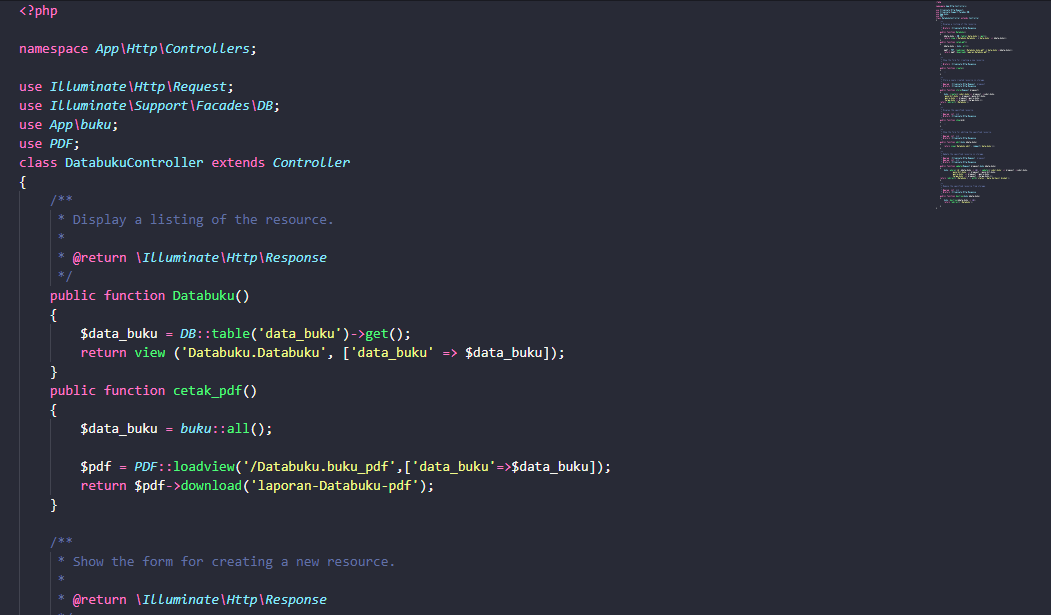 <?php
namespace App\Http\Controllers;
use Illuminate\Http\Request;
use Illuminate\Support\Facades\DB;
use App\buku;
use PDF;
class DatabukuController extends Controller
{
/**
* Display a listing of the resource.
*
* @return \Illuminate\Http\Response
*/
public function Databuku()
{
$data_buku = DB::table('data_buku')->get();
return view ('Databuku.Databuku', ['data_buku' => $data_buku]);
}
public function cetak_pdf()
{
$data_buku = buku::all();
$pdf = PDF::loadview('/Databuku.buku_pdf',['data_buku'=>$data_buku]);
return $pdf->download('laporan-Databuku-pdf');
}
/**
* Show the form for creating a new resource.
*
* @return \Illuminate\Http\Response